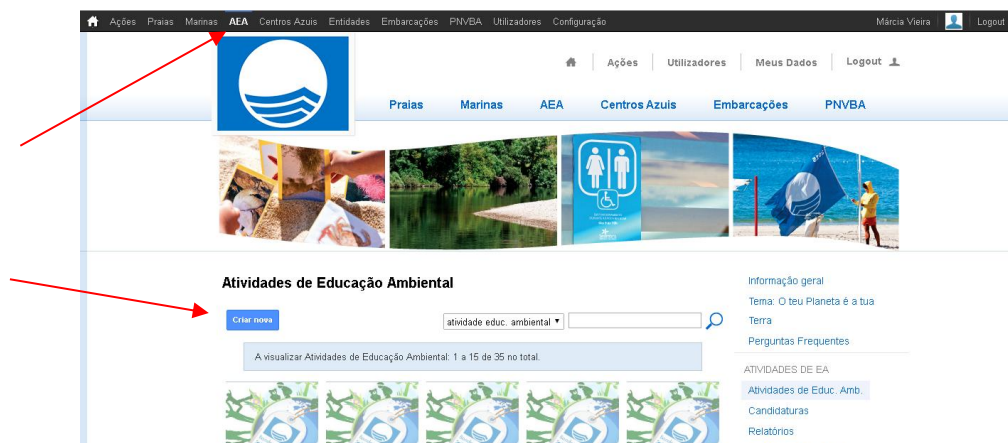 Ações Praias Marinas AEA Centros Azuis Entidades Embarcações PNVBA Utilizadores Configuração Márcia Vieira Logout
Ações Utilizadores Meus Dados Logout
Praias Marinas AEA Centros Azuis Embarcações PNVBA
Atividades de Educação Ambiental
Criar nova
atividade educ. ambiental
A visualizar Atividades de Educação Ambiental: 1 a 15 de 35 no total.
Informação geral
Tema: O teu Planeta é a tua
Terra
Perguntas Frequentes
ATIVIDADES DE EA
Atividades de Educ. Amb.
Candidaturas
Relatórios